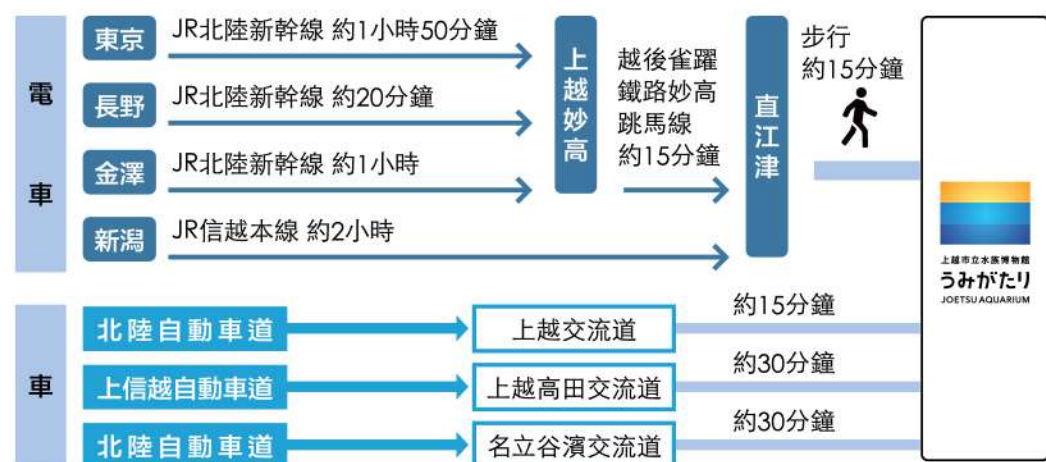 電車
東京
JR北陸新幹線 約1小時50分鐘
長野
JR北陸新幹線 約20分鐘
金澤
JR北陸新幹線 約1小時
新潟
JR信越本線 約2小時
上越妙高
越後雀躍
鐵路妙高
跳馬線
約15分鐘
直江津
步行
約15分鐘
上越市立水族博物館
うみがたり
JOETSU AQUARIUM
車
北陸自動車道
上越交流道
約15分鐘
上信越自動車道
上越高田交流道
約30分鐘
北陸自動車道
名立谷濱交流道
約30分鐘